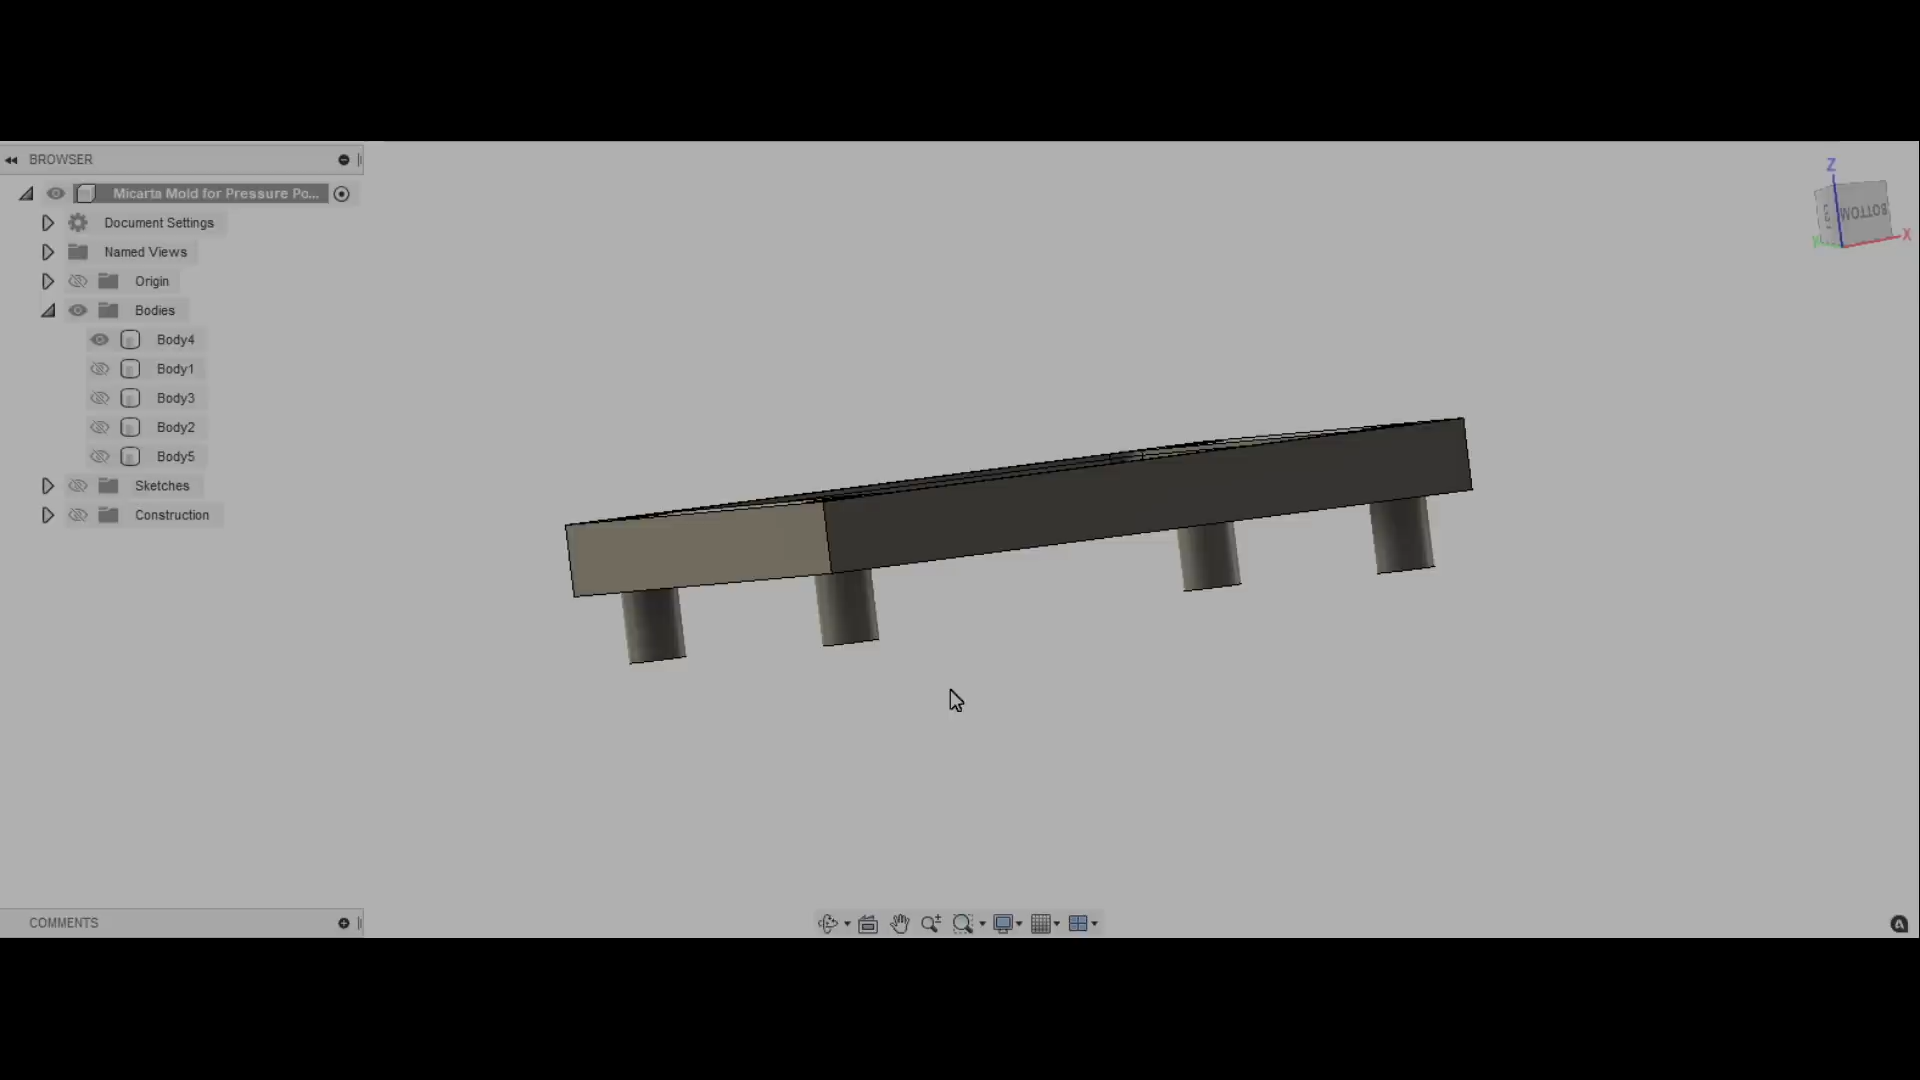 BROWSER
Micarta Mold for Pressure Po...
Document Settings
Named Views
Origin
Bodies
Body4
Body1
Body3
Body2
Body5
Sketches
Construction
COMMENTS
Z
BOTTOM
X
Y